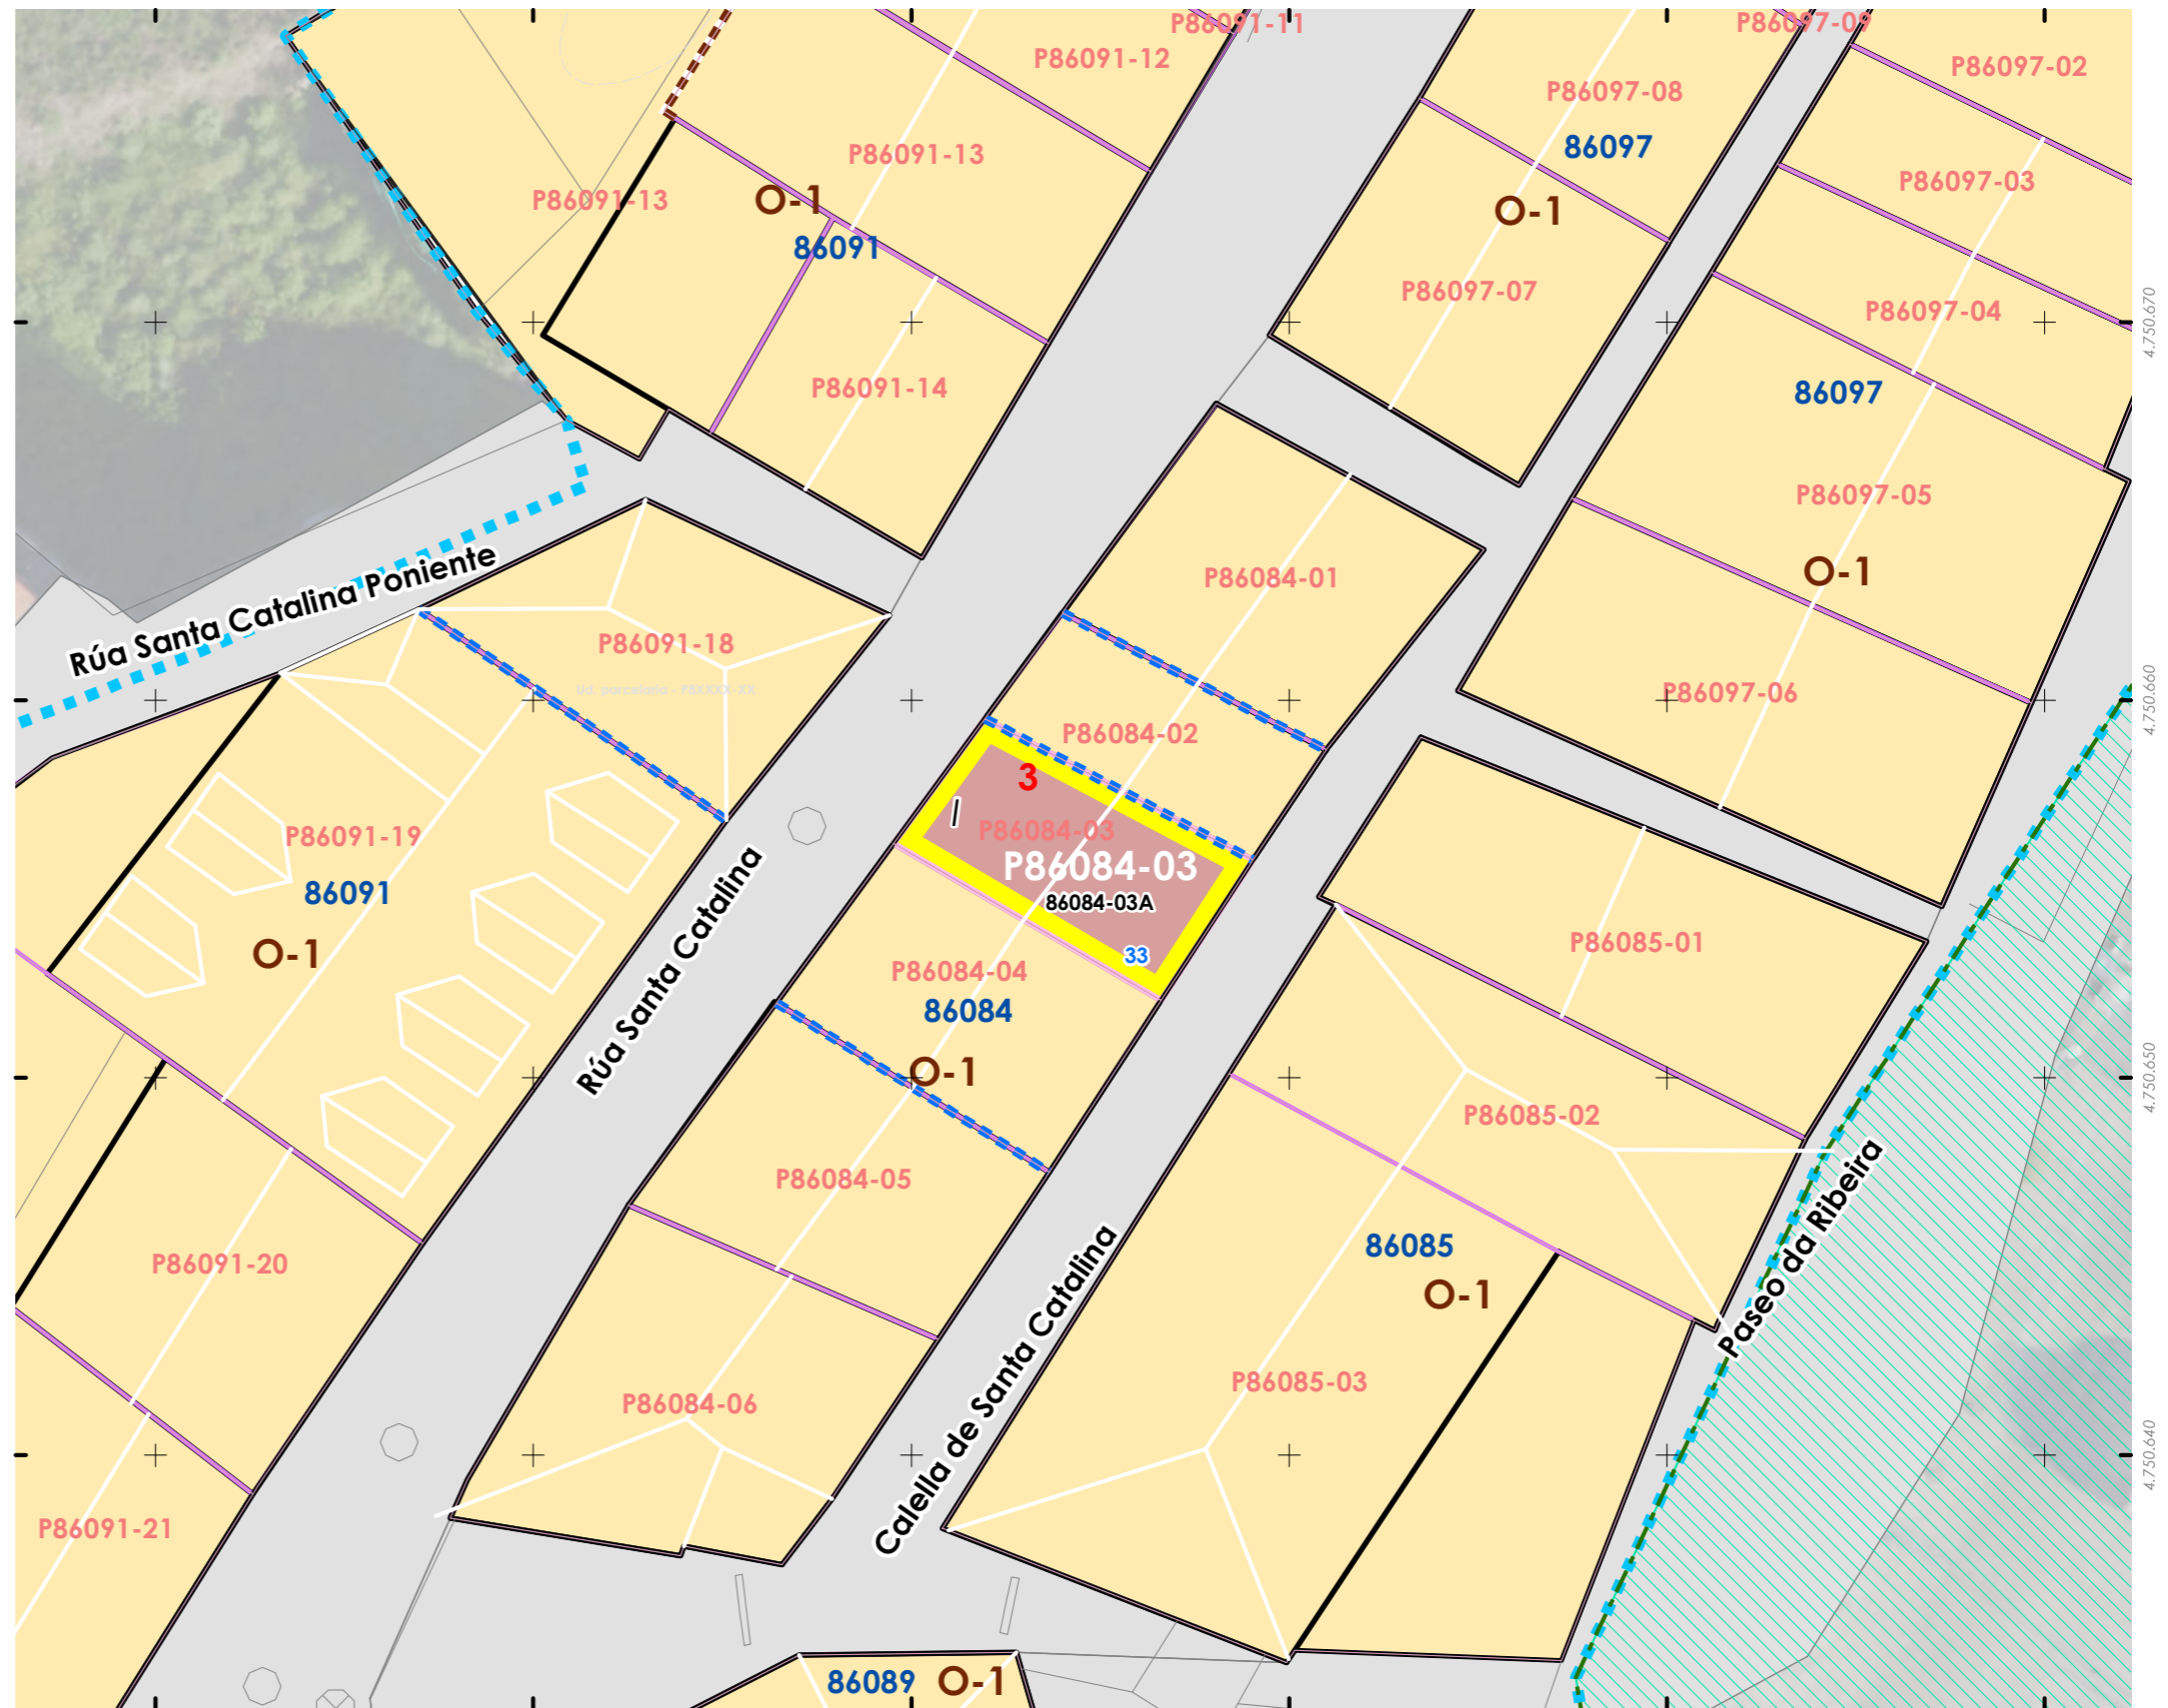 P86091-11
P86097-09
P86091-12
P86097-02
P86097-08
86097
P86091-13
P86097-03
P86091-13
O-1
O-1
86091
P86097-07
P86097-04
4.750.670
P86091-14
86097
P86097-05
Rúa Santa Catalina Poniente
O-1
P86084-01
P86091-18
Ud. parcelaria - P8XXXX-XX
P86097-06
4.750.660
P86084-02
3
I
P86084-03
P86084-03
86084-03A
33
P86091-19
86091
O-1
Rúa Santa Catalina
P86085-01
P86084-04
86084
O-1
4.750.650
P86085-02
P86084-05
Paseo da Ribeira
86085
O-1
P86091-20
Calella de Santa Catalina
P86085-03
P86084-06
4.750.640
P86091-21
86089
O-1